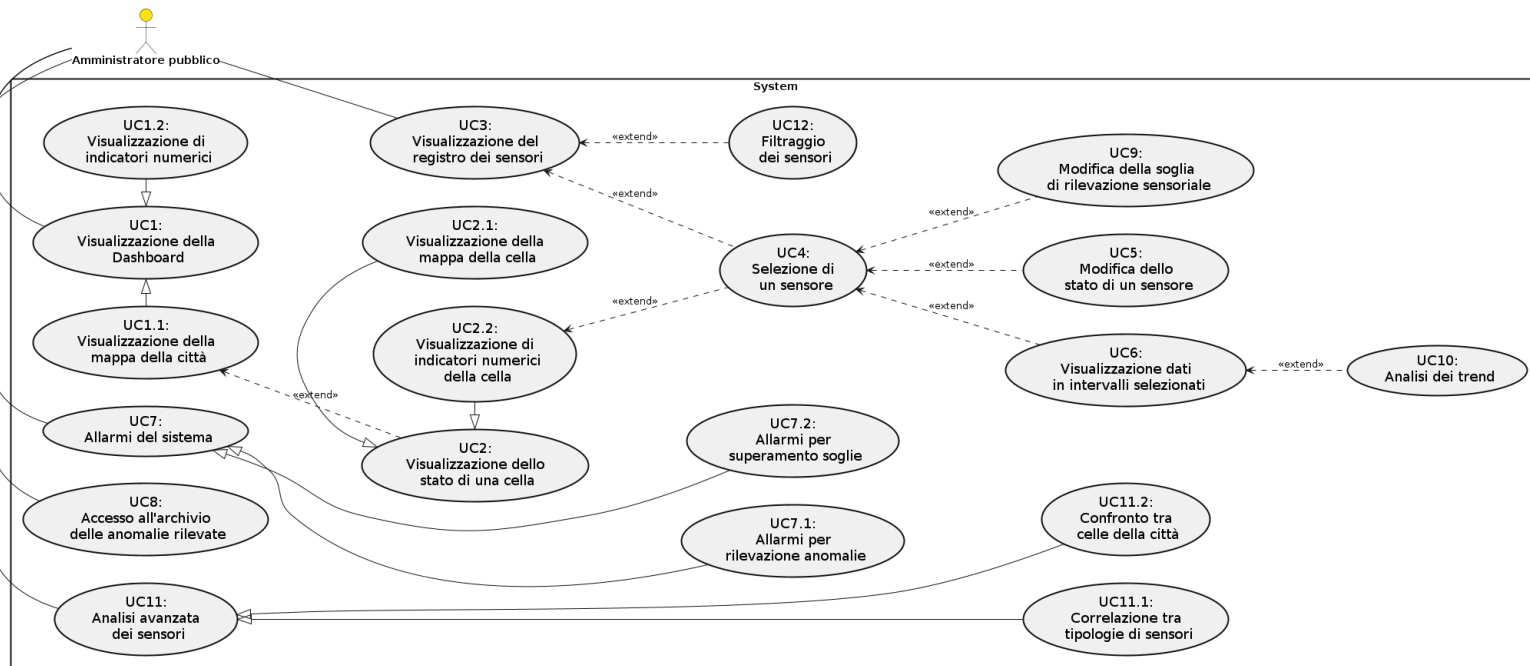 Amministratore pubblico
System
UC1.2:
Visualizzazione di
indicatori numerici
UC3:
Visualizzazione del
registro dei sensori
«extend»
UC12:
Filtraggio
dei sensori
UC9:
Modifica della soglia
di rilevazione sensoriale
«extend»
«extend»
UC1:
Visualizzazione della
Dashboard
UC2.1:
Visualizzazione della
mappa della cella
UC4:
Selezione di
un sensore
«extend»
UC5:
Modifica dello
stato di un sensore
«extend»
«extend»
UC1.1:
Visualizzazione della
mappa della città
UC2.2:
Visualizzazione di
indicatori numerici
della cella
UC6:
Visualizzazione dati
in intervalli selezionati
«extend»
UC10:
Analisi dei trend
«extend»
UC7:
Allarmi del sistema
UC2:
Visualizzazione dello
stato di una cella
UC7.2:
Allarmi per
superamento soglie
UC8:
Accesso all'archivio
delle anomalie rilevate
UC7.1:
Allarmi per
rilevazione anomalie
UC11.2:
Confronto tra
celle della città
UC11:
Analisi avanzata
dei sensori
UC11.1:
Correlazione tra
tipologie di sensori